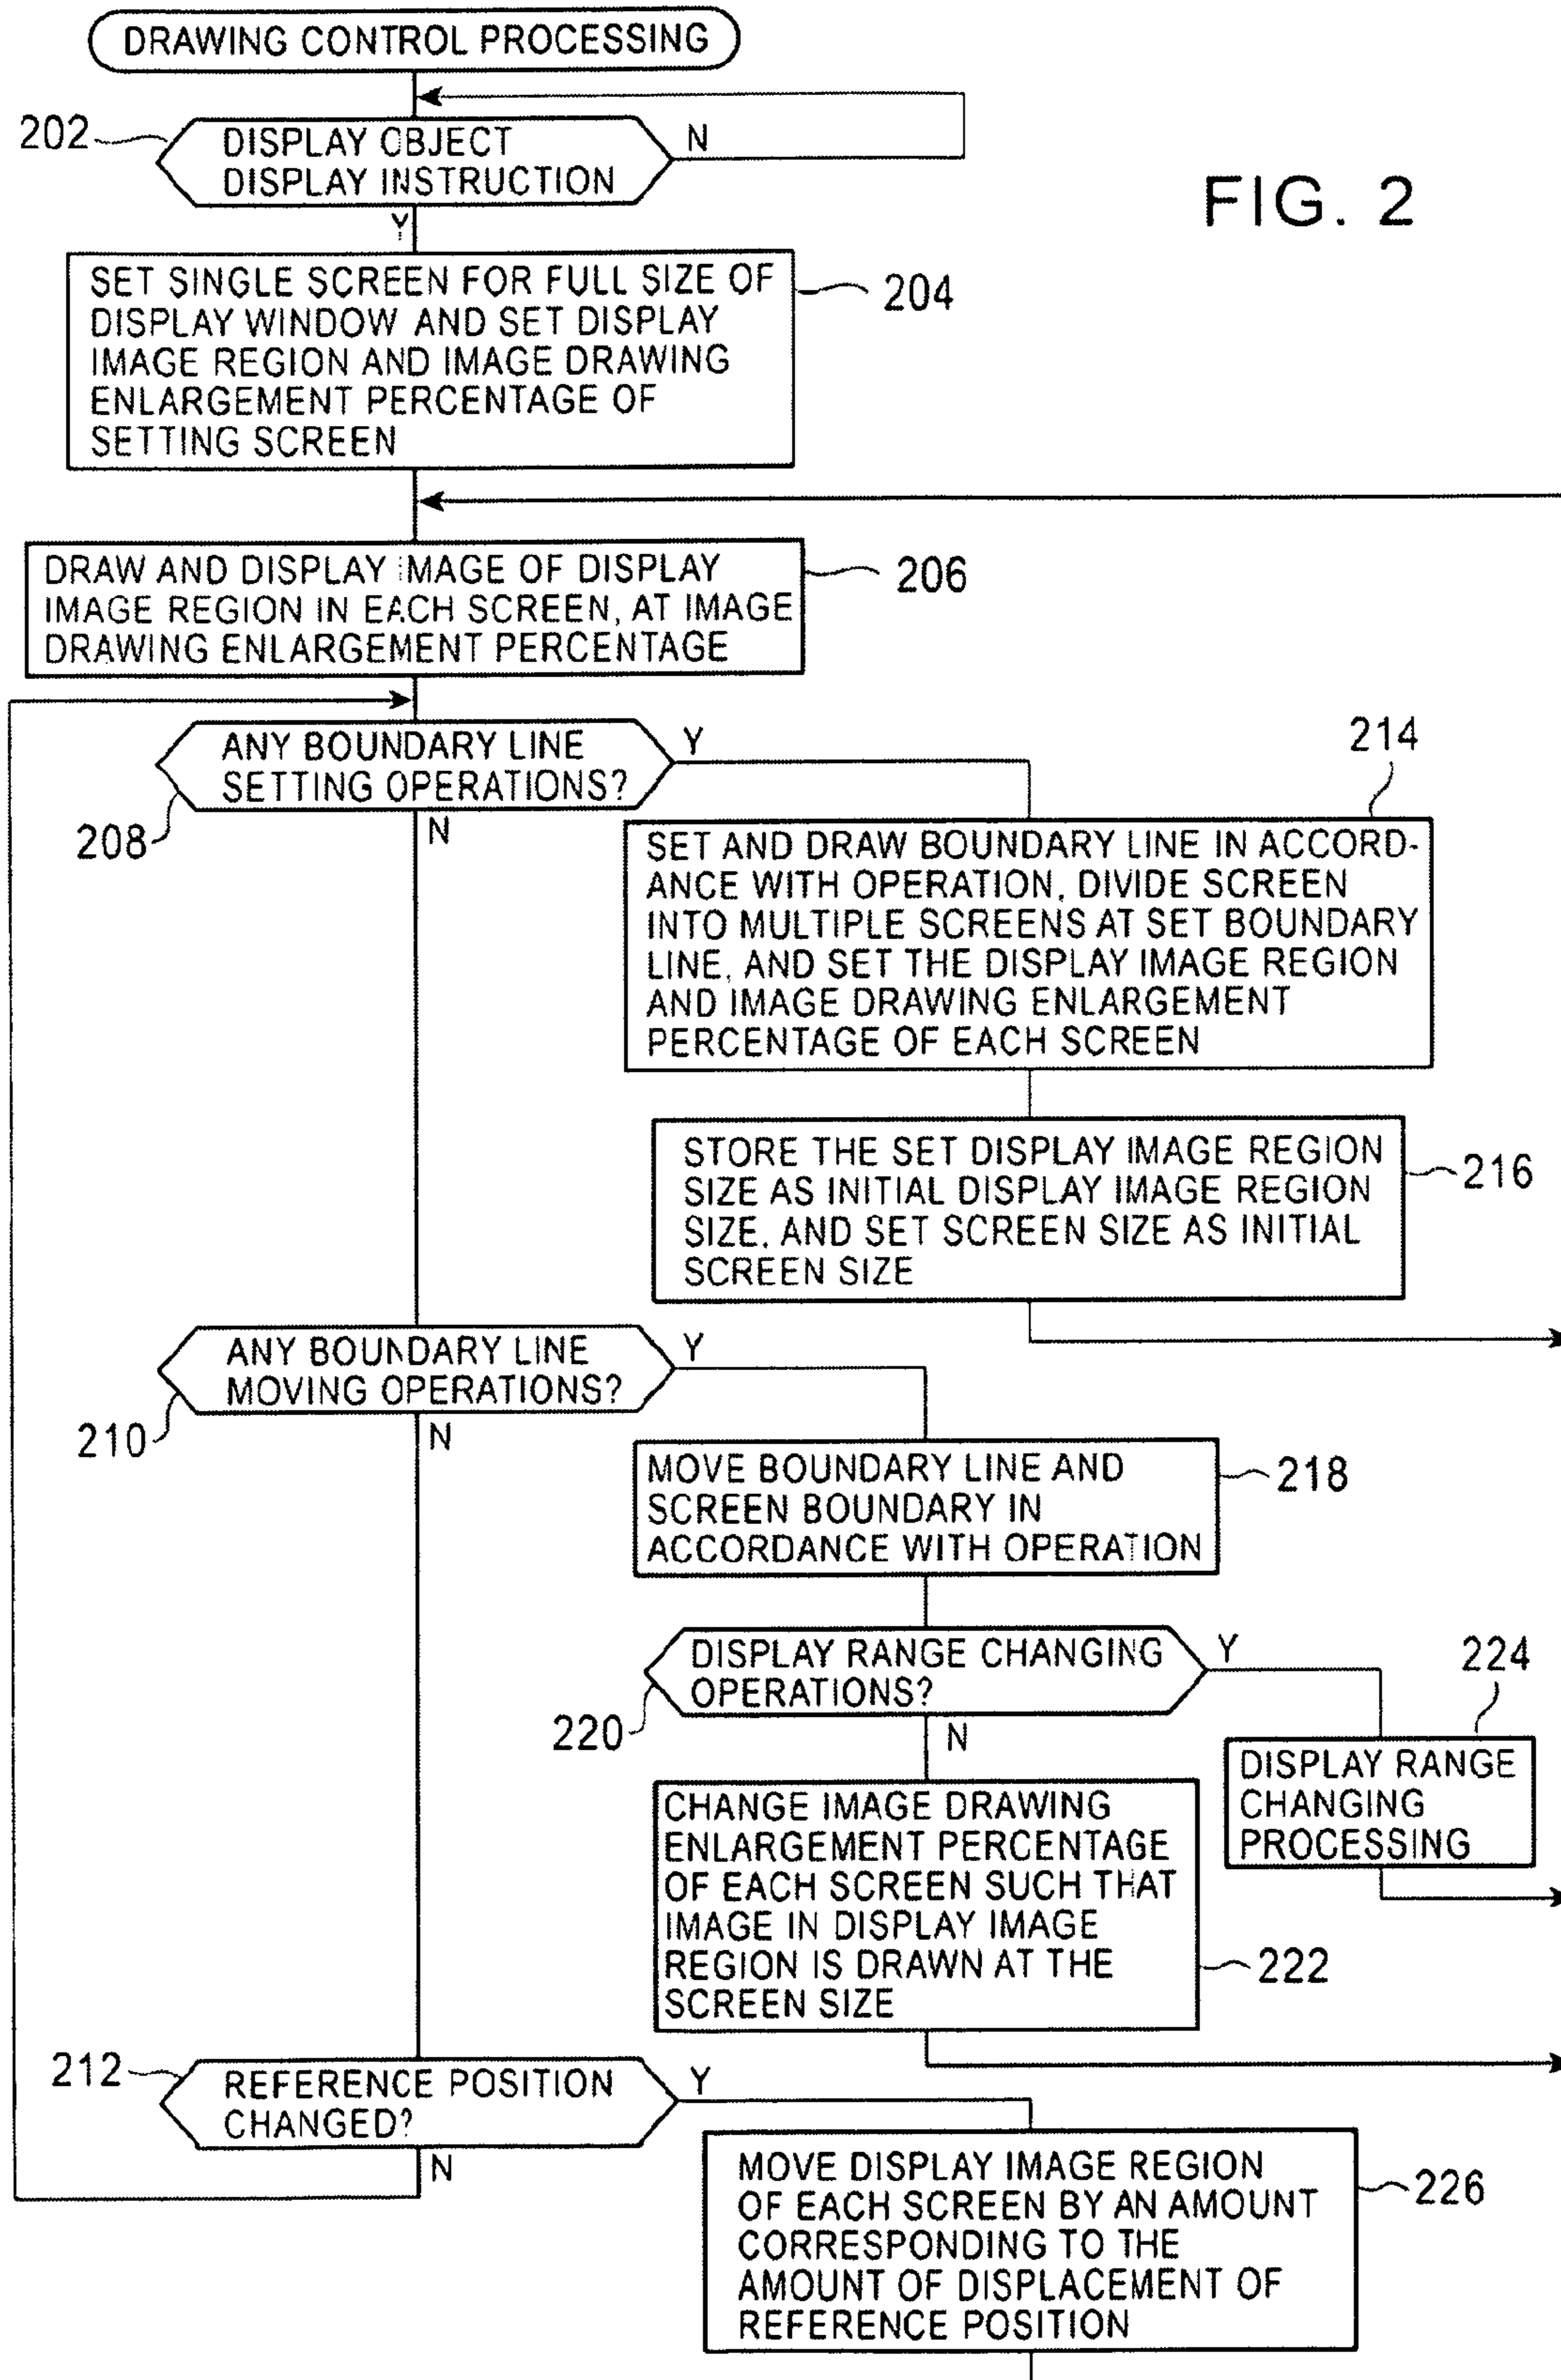 DRAWING CONTROL PROCESSING
202
DISPLAY OBJECT
DISPLAY INSTRUCTION
N
Y
FIG. 2
SET SINGLE SCREEN FOR FULL SIZE OF
DISPLAY WINDOW AND SET DISPLAY
IMAGE REGION AND IMAGE DRAWING
ENLARGEMENT PERCENTAGE OF
SETTING SCREEN
204
DRAW AND DISPLAY IMAGE OF DISPLAY
IMAGE REGION IN EACH SCREEN, AT IMAGE
DRAWING ENLARGEMENT PERCENTAGE
206
ANY BOUNDARY LINE
SETTING OPERATIONS?
Y
208
N
214
SET AND DRAW BOUNDARY LINE IN ACCORD-
ANCE WITH OPERATION, DIVIDE SCREEN
INTO MULTIPLE SCREENS AT SET BOUNDARY
LINE, AND SET THE DISPLAY IMAGE REGION
AND IMAGE DRAWING ENLARGEMENT
PERCENTAGE OF EACH SCREEN
STORE THE SET DISPLAY IMAGE REGION
SIZE AS INITIAL DISPLAY IMAGE REGION
SIZE, AND SET SCREEN SIZE AS INITIAL
SCREEN SIZE
216
ANY BOUNDARY LINE
MOVING OPERATIONS?
Y
210
N
MOVE BOUNDARY LINE AND
SCREEN BOUNDARY IN
ACCORDANCE WITH OPERATION
218
DISPLAY RANGE CHANGING
OPERATIONS?
Y
220
N
224
DISPLAY RANGE
CHANGING
PROCESSING
CHANGE IMAGE DRAWING
ENLARGEMENT PERCENTAGE
OF EACH SCREEN SUCH THAT
IMAGE IN DISPLAY IMAGE
REGION IS DRAWN AT THE
SCREEN SIZE
222
212
REFERENCE POSITION
CHANGED?
Y
N
MOVE DISPLAY IMAGE REGION
OF EACH SCREEN BY AN AMOUNT
CORRESPONDING TO THE
AMOUNT OF DISPLACEMENT OF
REFERENCE POSITION
226